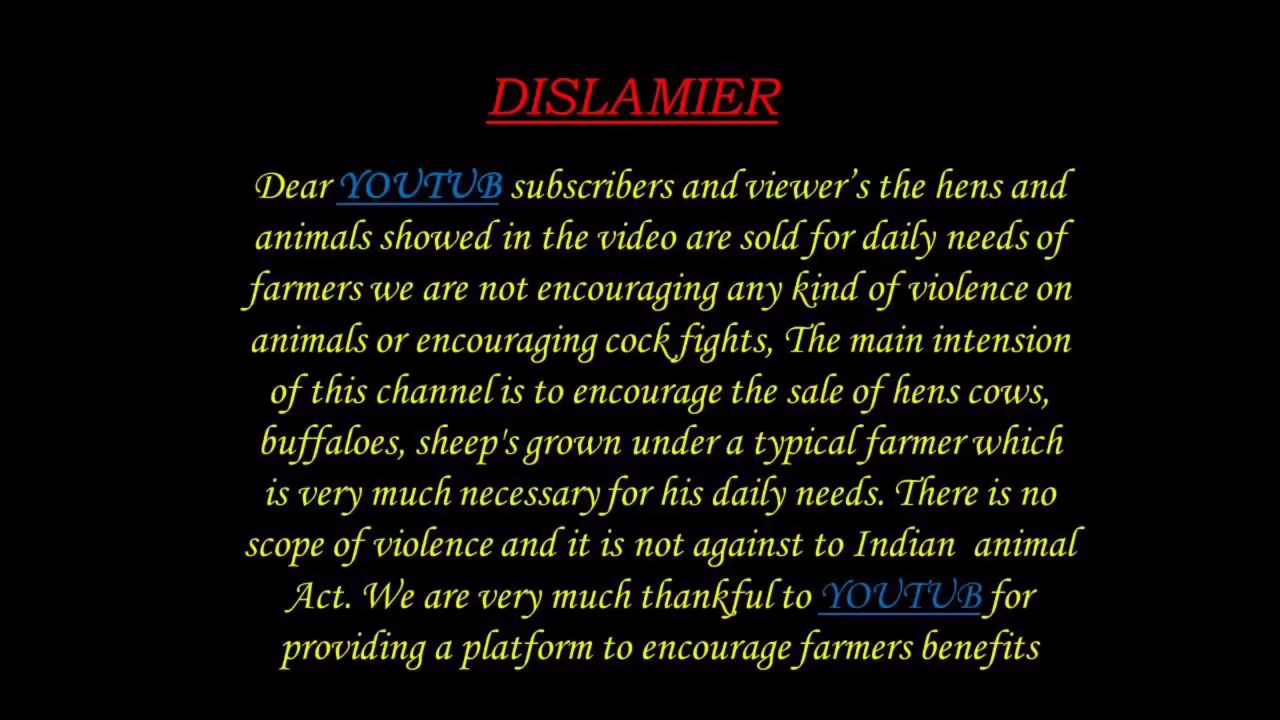 DISLAMIER
Dear YOUTUB subscribers and viewer’s the hens and
animals showed in the video are sold for daily needs of
farmers we are not encouraging any kind of violence on
animals or encouraging cock fights, The main intension
of this channel is to encourage the sale of hens cows,
buffaloes, sheep's grown under a typical farmer which
is very much necessary for his daily needs. There is no
scope of violence and it is not against to Indian animal
Act. We are very much thankful to YOUTUB for
providing a platform to encourage farmers benefits